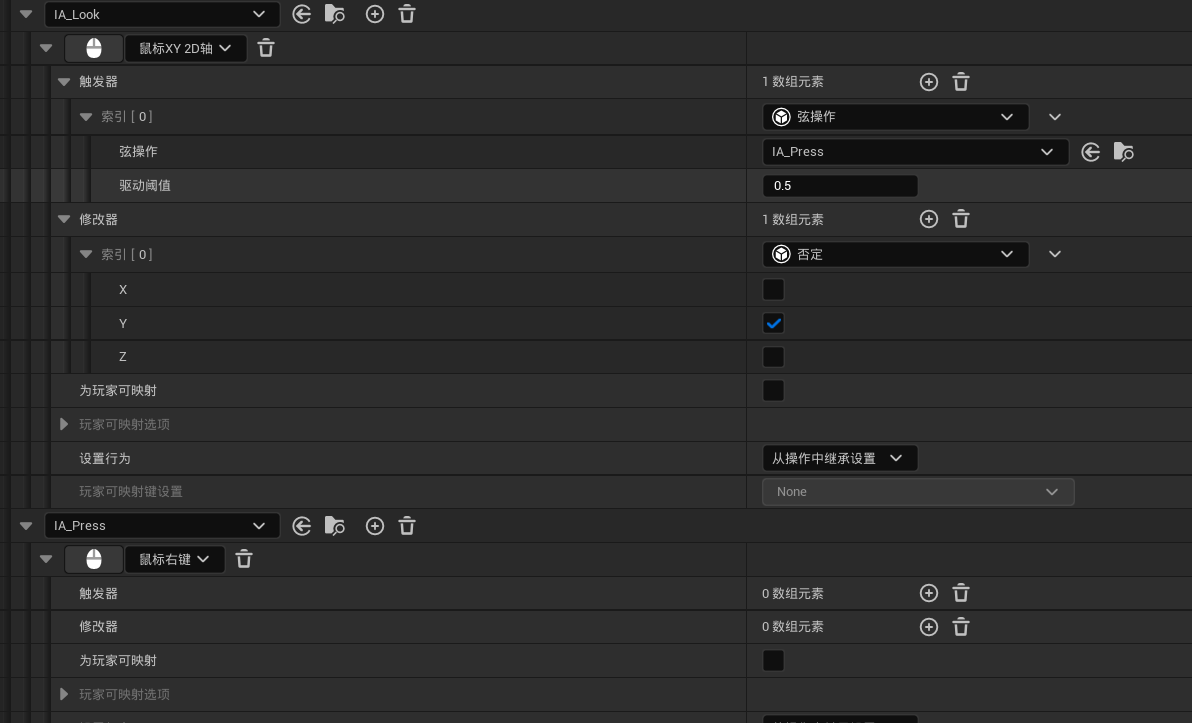 IA_Look
鼠标XY 2D轴
触发器 1 数组元素
索引 [ 0 ] 弦操作
弦操作 IA_Press
驱动阈值 0.5
修改器 1 数组元素
索引 [ 0 ] 否定
X
Y
Z
为玩家可映射
玩家可映射选项
设置行为 从操作中继承设置
玩家可映射键设置 None
IA_Press
鼠标右键
触发器 0 数组元素
修改器 0 数组元素
为玩家可映射
玩家可映射选项